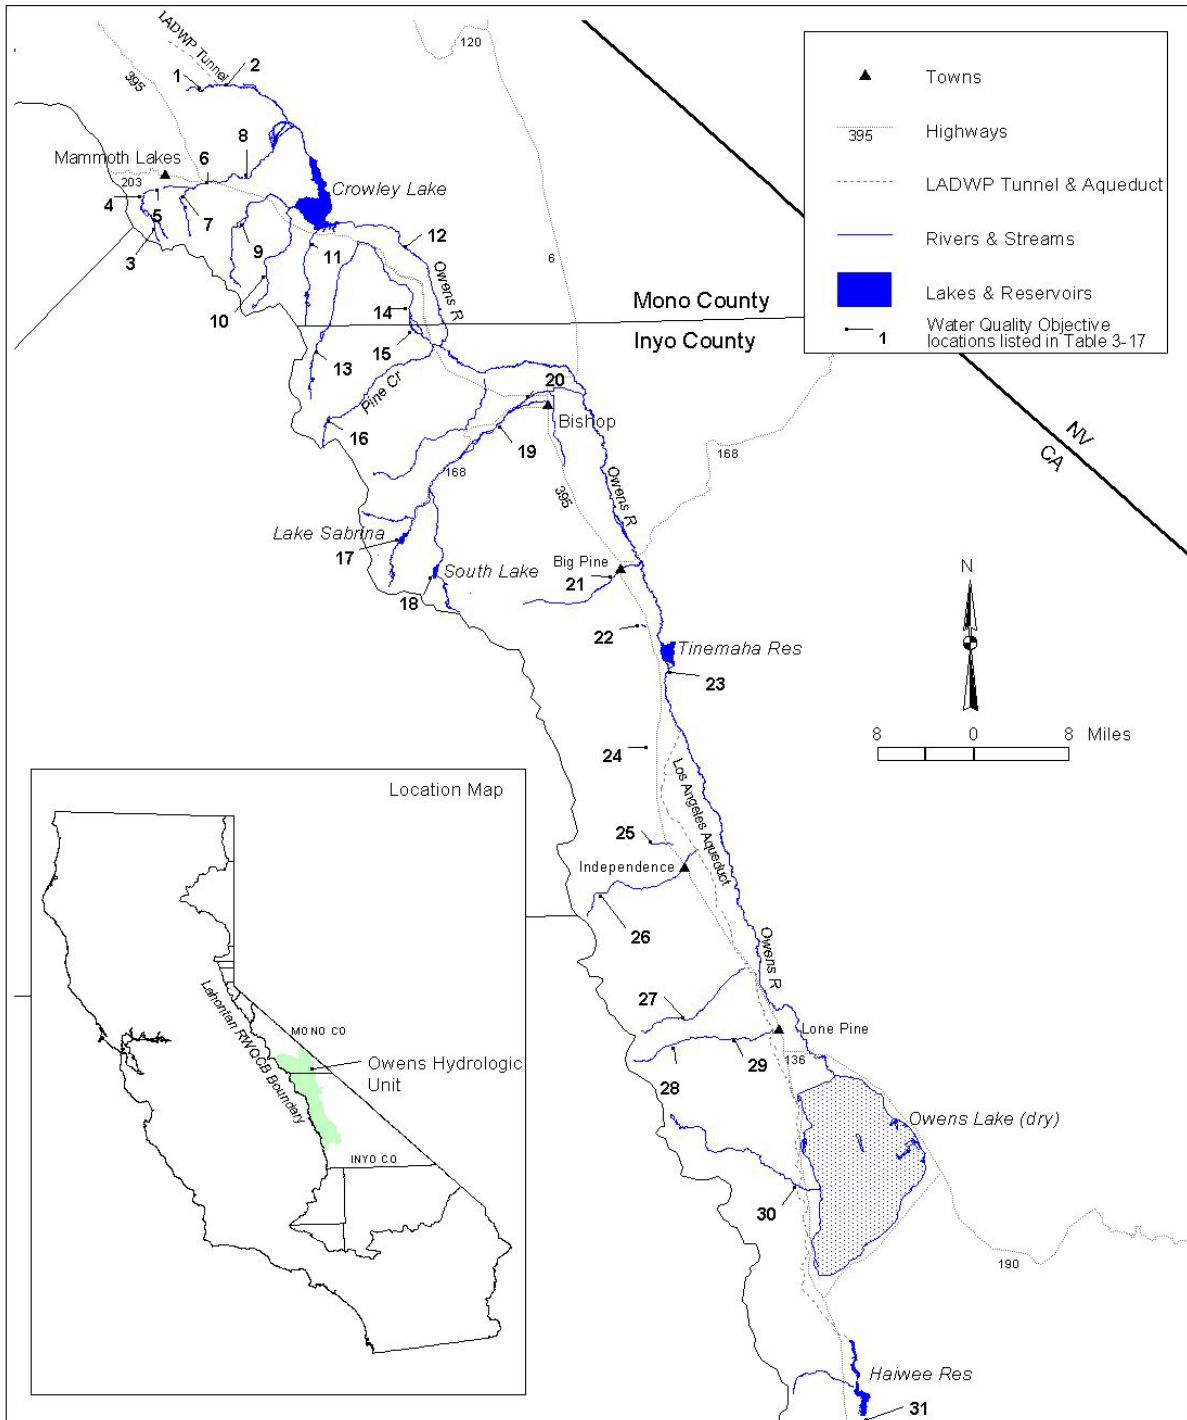 LADWP Tunnel
1
2
120
395
Towns
395
Highways
LADWP Tunnel & Aqueduct
Rivers & Streams
Lakes & Reservoirs
1
Water Quality Objective
locations listed in Table 3-17
Mammoth Lakes
6
8
203
4
5
7
3
Crowley Lake
9
11
12
Owens R
6
10
14
15
Mono County
Inyo County
13
Pine Cr
16
20
Bishop
19
168
395
Owens R
168
NV
CA
Lake Sabrina
17
South Lake
18
Big Pine
21
22
Tinemaha Res
23
N
8
0
8
Miles
24
Los Angeles Aqueduct
25
Independence
26
Owens R
27
Lone Pine
136
28
29
Owens Lake (dry)
30
190
Haiwee Res
31
Location Map
Lahontan RWQCB Boundary
MONO CO
Owens Hydrologic
Unit
INYO CO